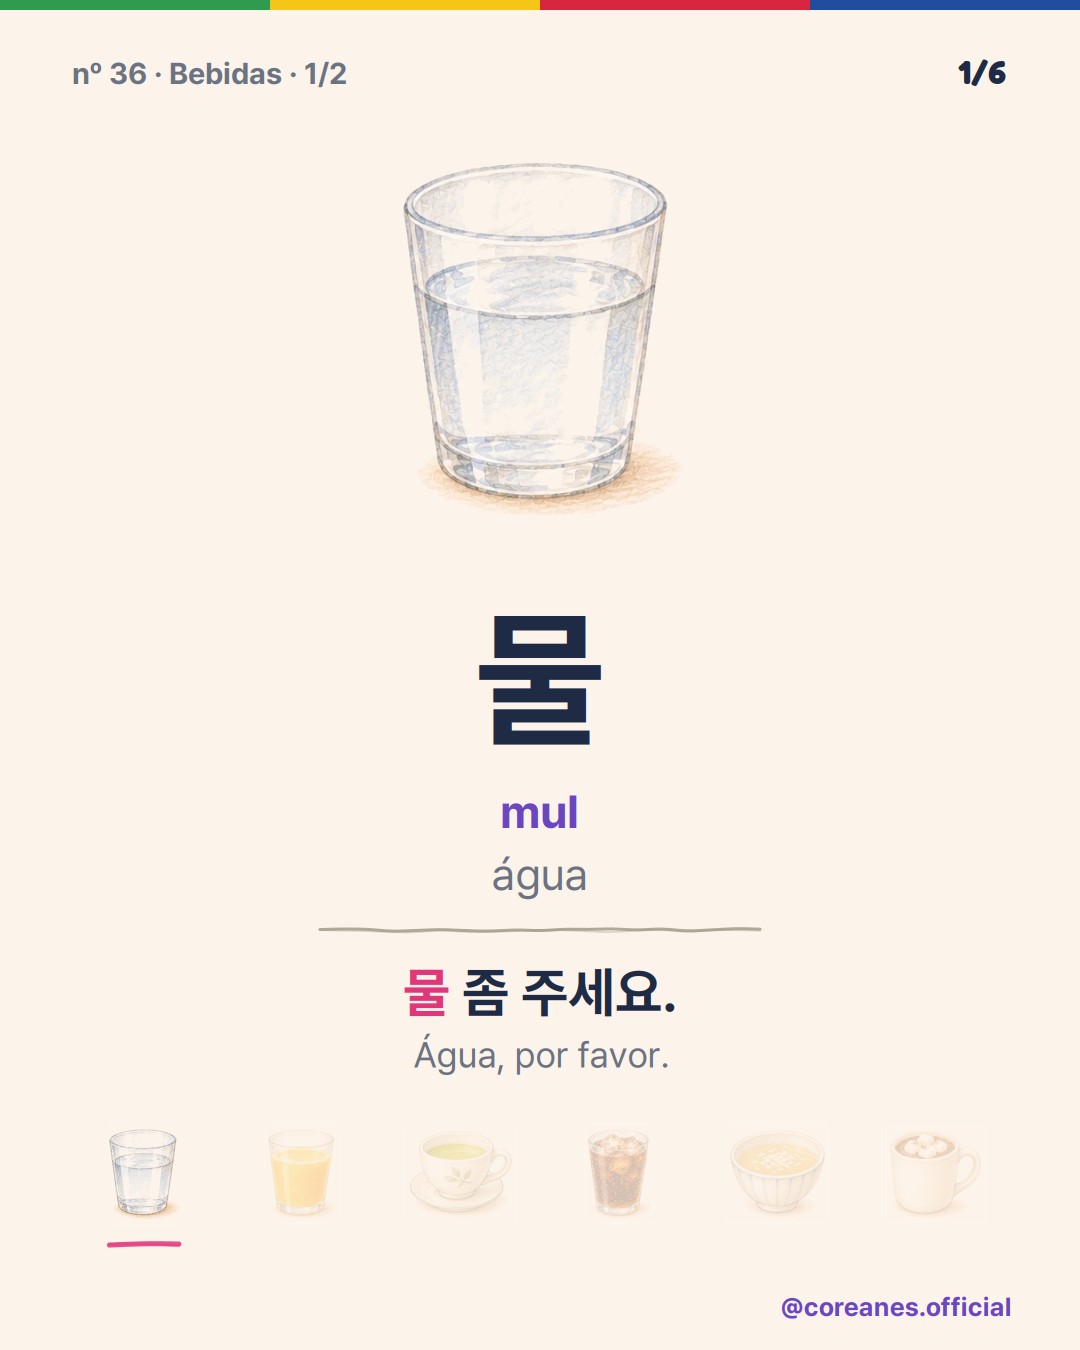 nº 36 · Bebidas · 1/2
1/6
물
mul
água
물 좀 주세요.
Água, por favor.
@coreanes.official